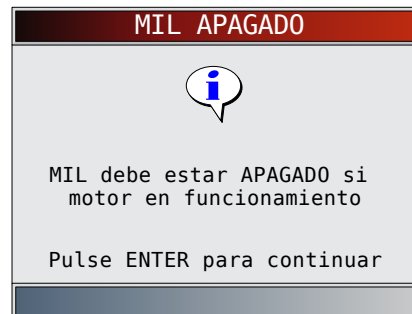 MIL APAGADO
i
MIL debe estar APAGADO si
motor en funcionamiento
Pulse ENTER para continuar